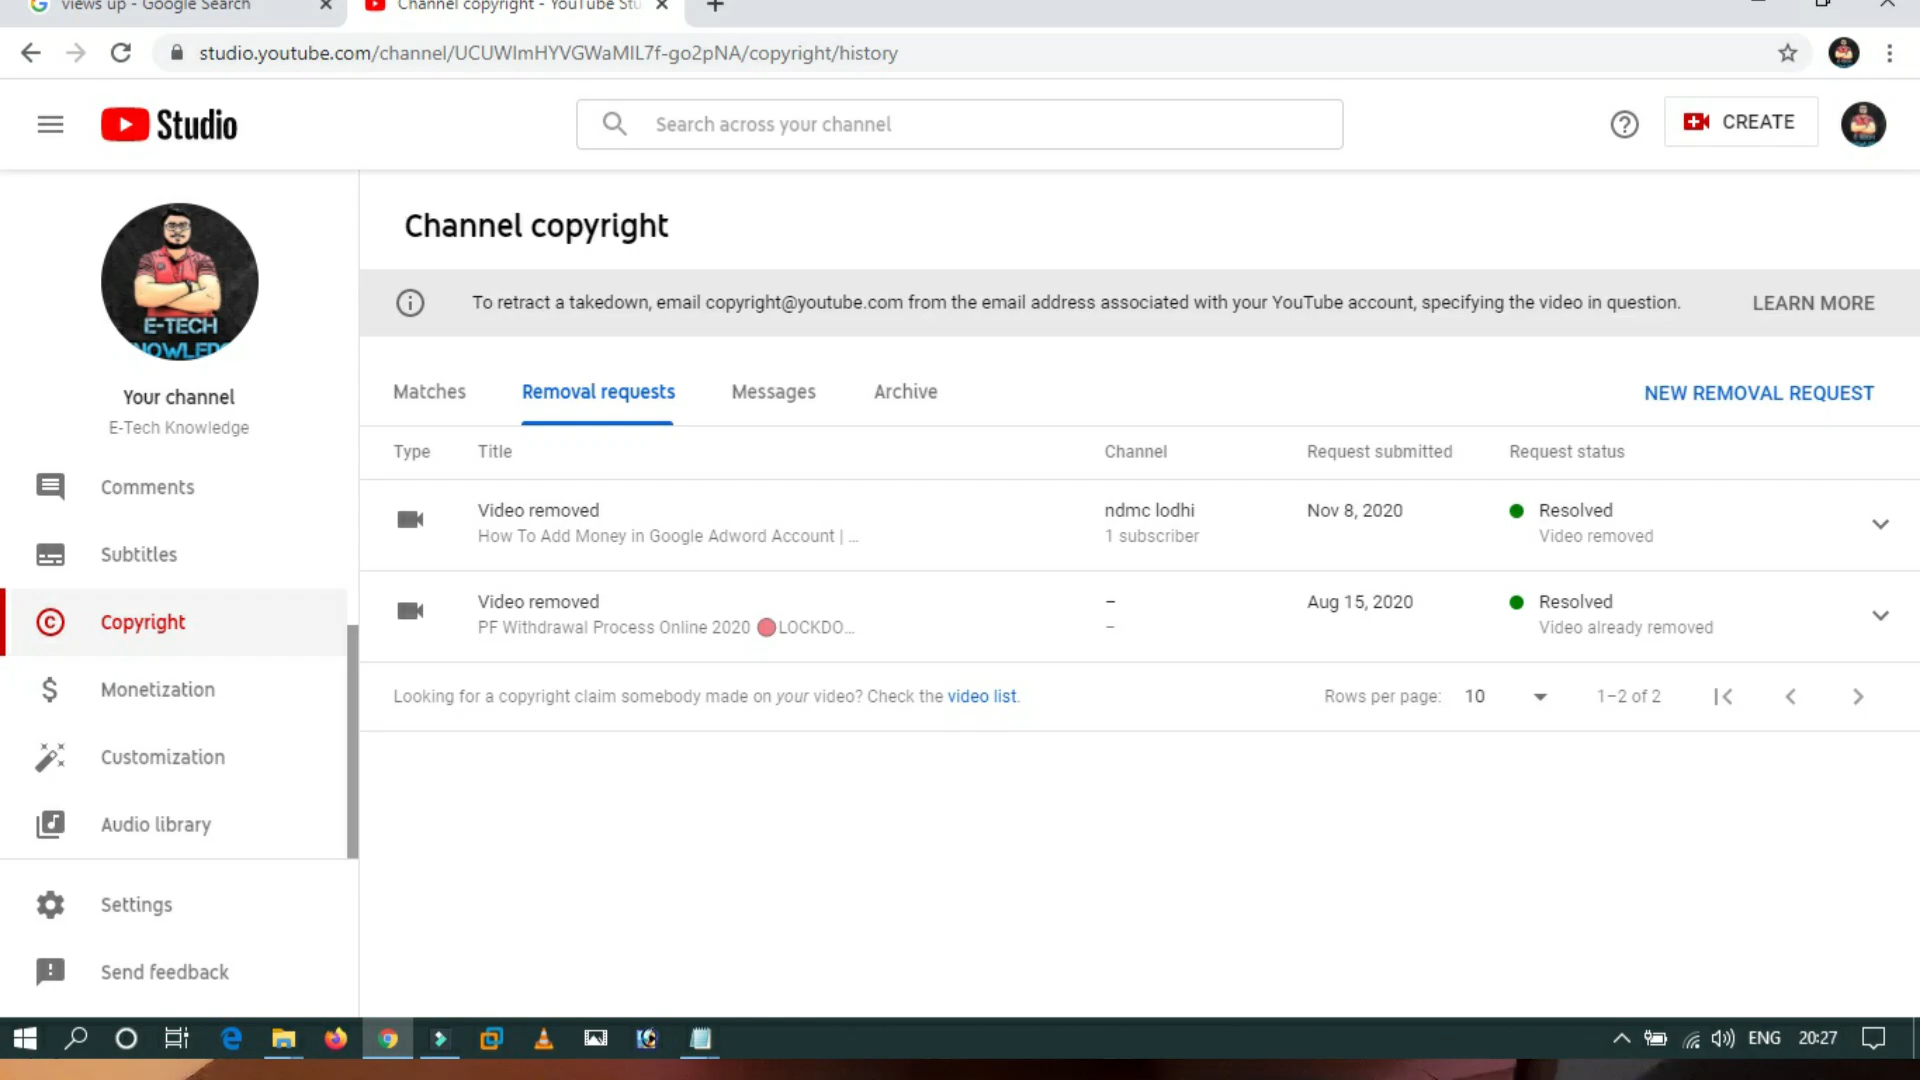 views up - Google Search
Channel copyright - YouTube Stu
studio.youtube.com/channel/UCUWlmHYVGWaMIL7f-go2pNA/copyright/history
Studio
Search across your channel
CREATE
E-TECH
Your channel
E-Tech Knowledge
Comments
Subtitles
Copyright
Monetization
Customization
Audio library
Settings
Send feedback
Channel copyright
To retract a takedown, email copyright@youtube.com from the email address associated with your YouTube account, specifying the video in question.
LEARN MORE
Matches Removal requests Messages Archive
NEW REMOVAL REQUEST
Type Title Channel Request submitted Request status
Video removed ndmc lodhi Nov 8, 2020 Resolved
How To Add Money in Google Adword Account | ... 1 subscriber Video removed
Video removed – Aug 15, 2020 Resolved
PF Withdrawal Process Online 2020 🔴LOCKDO... – Video already removed
Looking for a copyright claim somebody made on your video? Check the video list.
Rows per page: 10 1–2 of 2
ENG 20:27